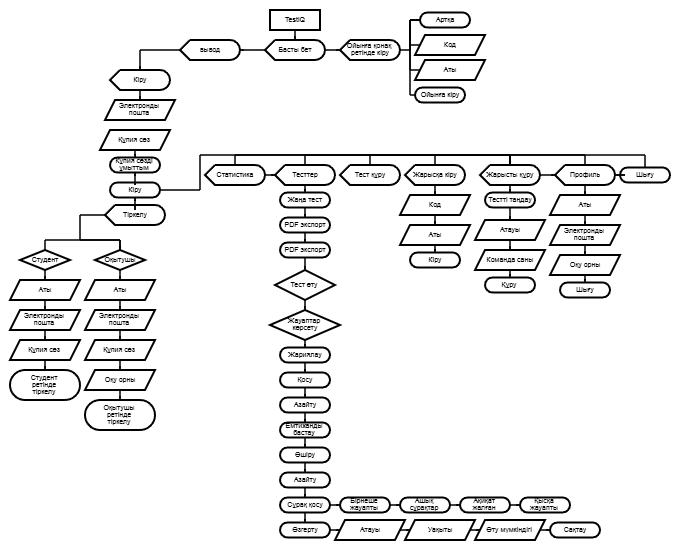 TestIQ
вывод
Басты бет
Ойынға қонақ
ретінде кіру
Артқа
Код
Аты
Ойынға кіру
Кіру
Электронды
пошта
Құпия сөз
Құпия сөзді
ұмыттым
Кіру
Тіркелу
Студент
Оқытушы
Аты
Электронды
пошта
Құпия сөз
Студент
ретінде
тіркелу
Аты
Электронды
пошта
Құпия сөз
Оқу орны
Оқытушы
ретінде
тіркелу
Статистика
Тесттер
Тест құру
Жарысқа кіру
Жарысты құру
Профиль
Шығу
Жаңа тест
PDF экспорт
PDF экспорт
Тест өту
Жауаптар
көрсету
Жариялау
Қосу
Азайту
Емтиханды
бастау
Өшіру
Азайту
Сұрақ қосу
Бірнеше
жауапты
Ашық
сұрақтар
Ақиқат
жалған
Қысқа
жауапты
Өзгерту
Атауы
Уақыты
Өту мүмкіндігі
Сақтау
Код
Аты
Кіру
Тестті таңдау
Атауы
Команда саны
Құру
Аты
Электронды
пошта
Оқу орны
Шығу